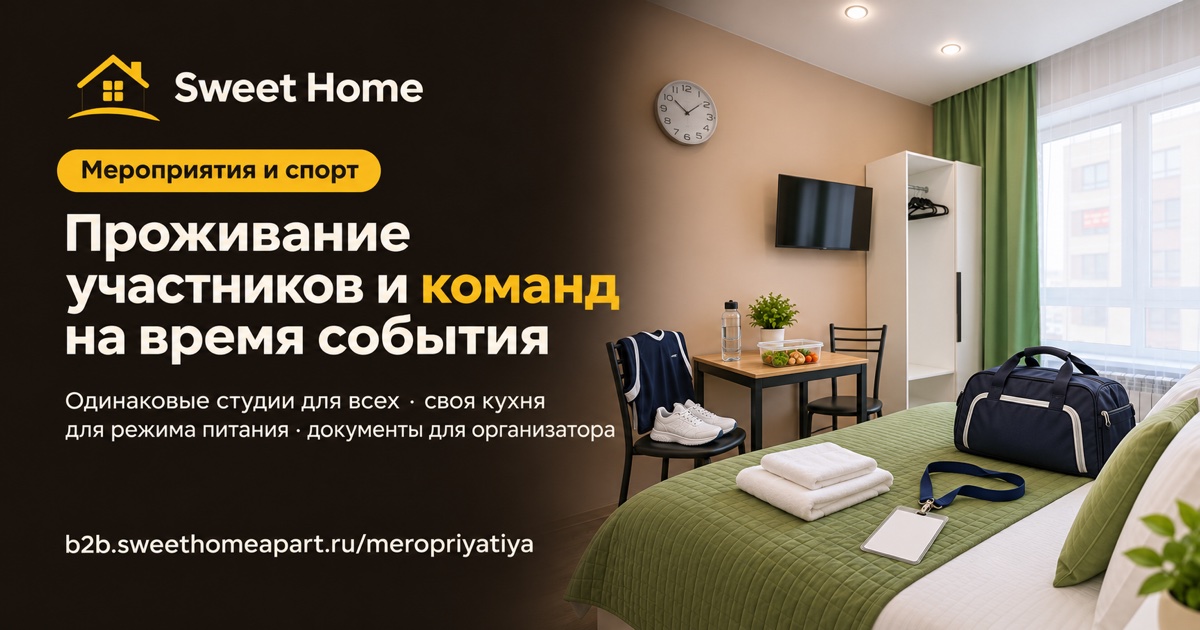 Sweet Home
Мероприятия и спорт
Проживание
участников и команд
на время события
Одинаковые студии для всех · своя кухня
для режима питания · документы для организатора
b2b.sweethomeapart.ru/meropriyatiya